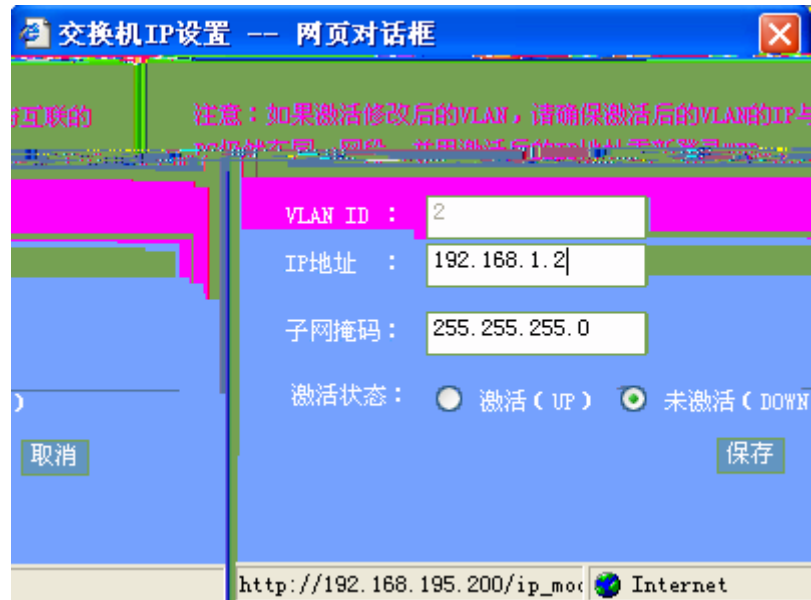 交换机IP设置 -- 网页对话框
与互联的
注意：如果激活修改后的VLAN，请确保激活后的VLAN的IP与
VLAN ID ： 2
IP地址 ： 192.168.1.2
子网掩码： 255.255.255.0
激活状态： 激活（UP） 未激活（DOWN
）
取消
保存
http://192.168.195.200/ip_mo Internet